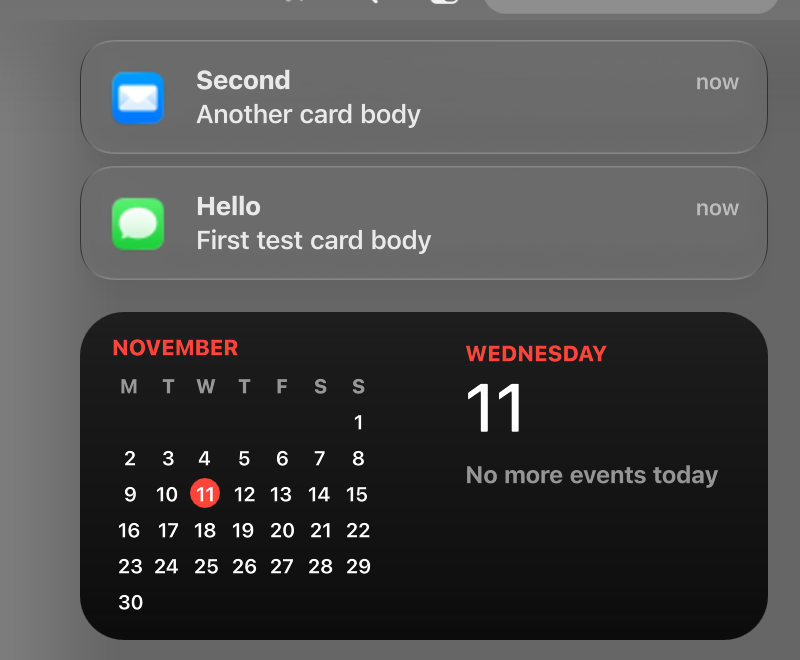 Second
now
Another card body
Hello
now
First test card body
NOVEMBER
M T W T F S S
1
2 3 4 5 6 7 8
9 10 11 12 13 14 15
16 17 18 19 20 21 22
23 24 25 26 27 28 29
30
WEDNESDAY
11
No more events today